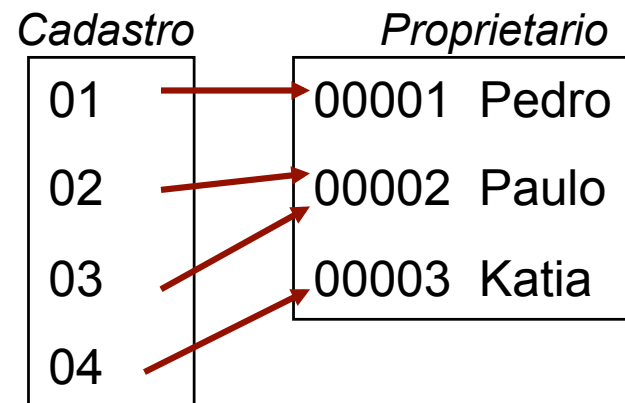 Cadastro
01
02
03
04
Proprietario
00001 Pedro
00002 Paulo
00003 Katia